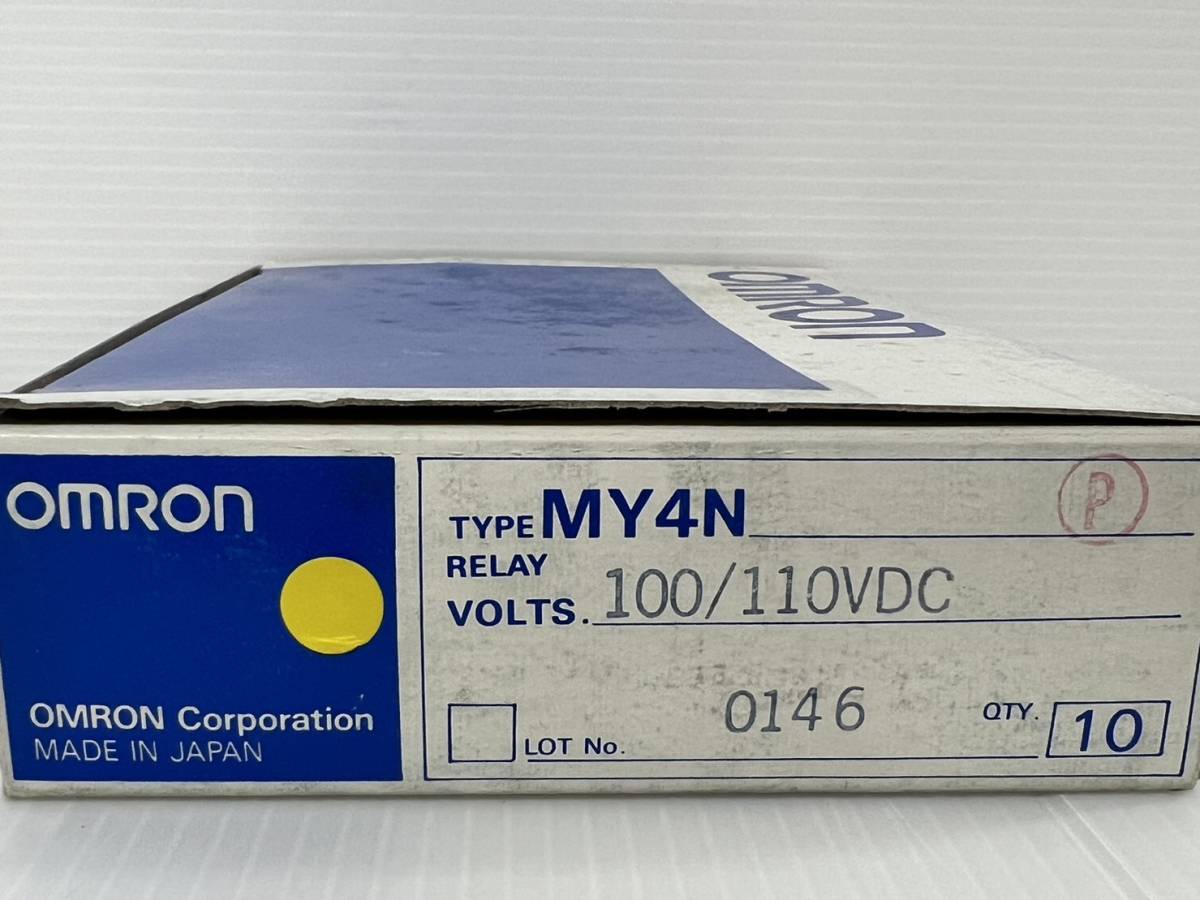 OMRON
OMRON
OMRON Corporation
MADE IN JAPAN
TYPE MY4N
P
RELAY
VOLTS. 100/110VDC
LOT No. 0146
QTY. 10